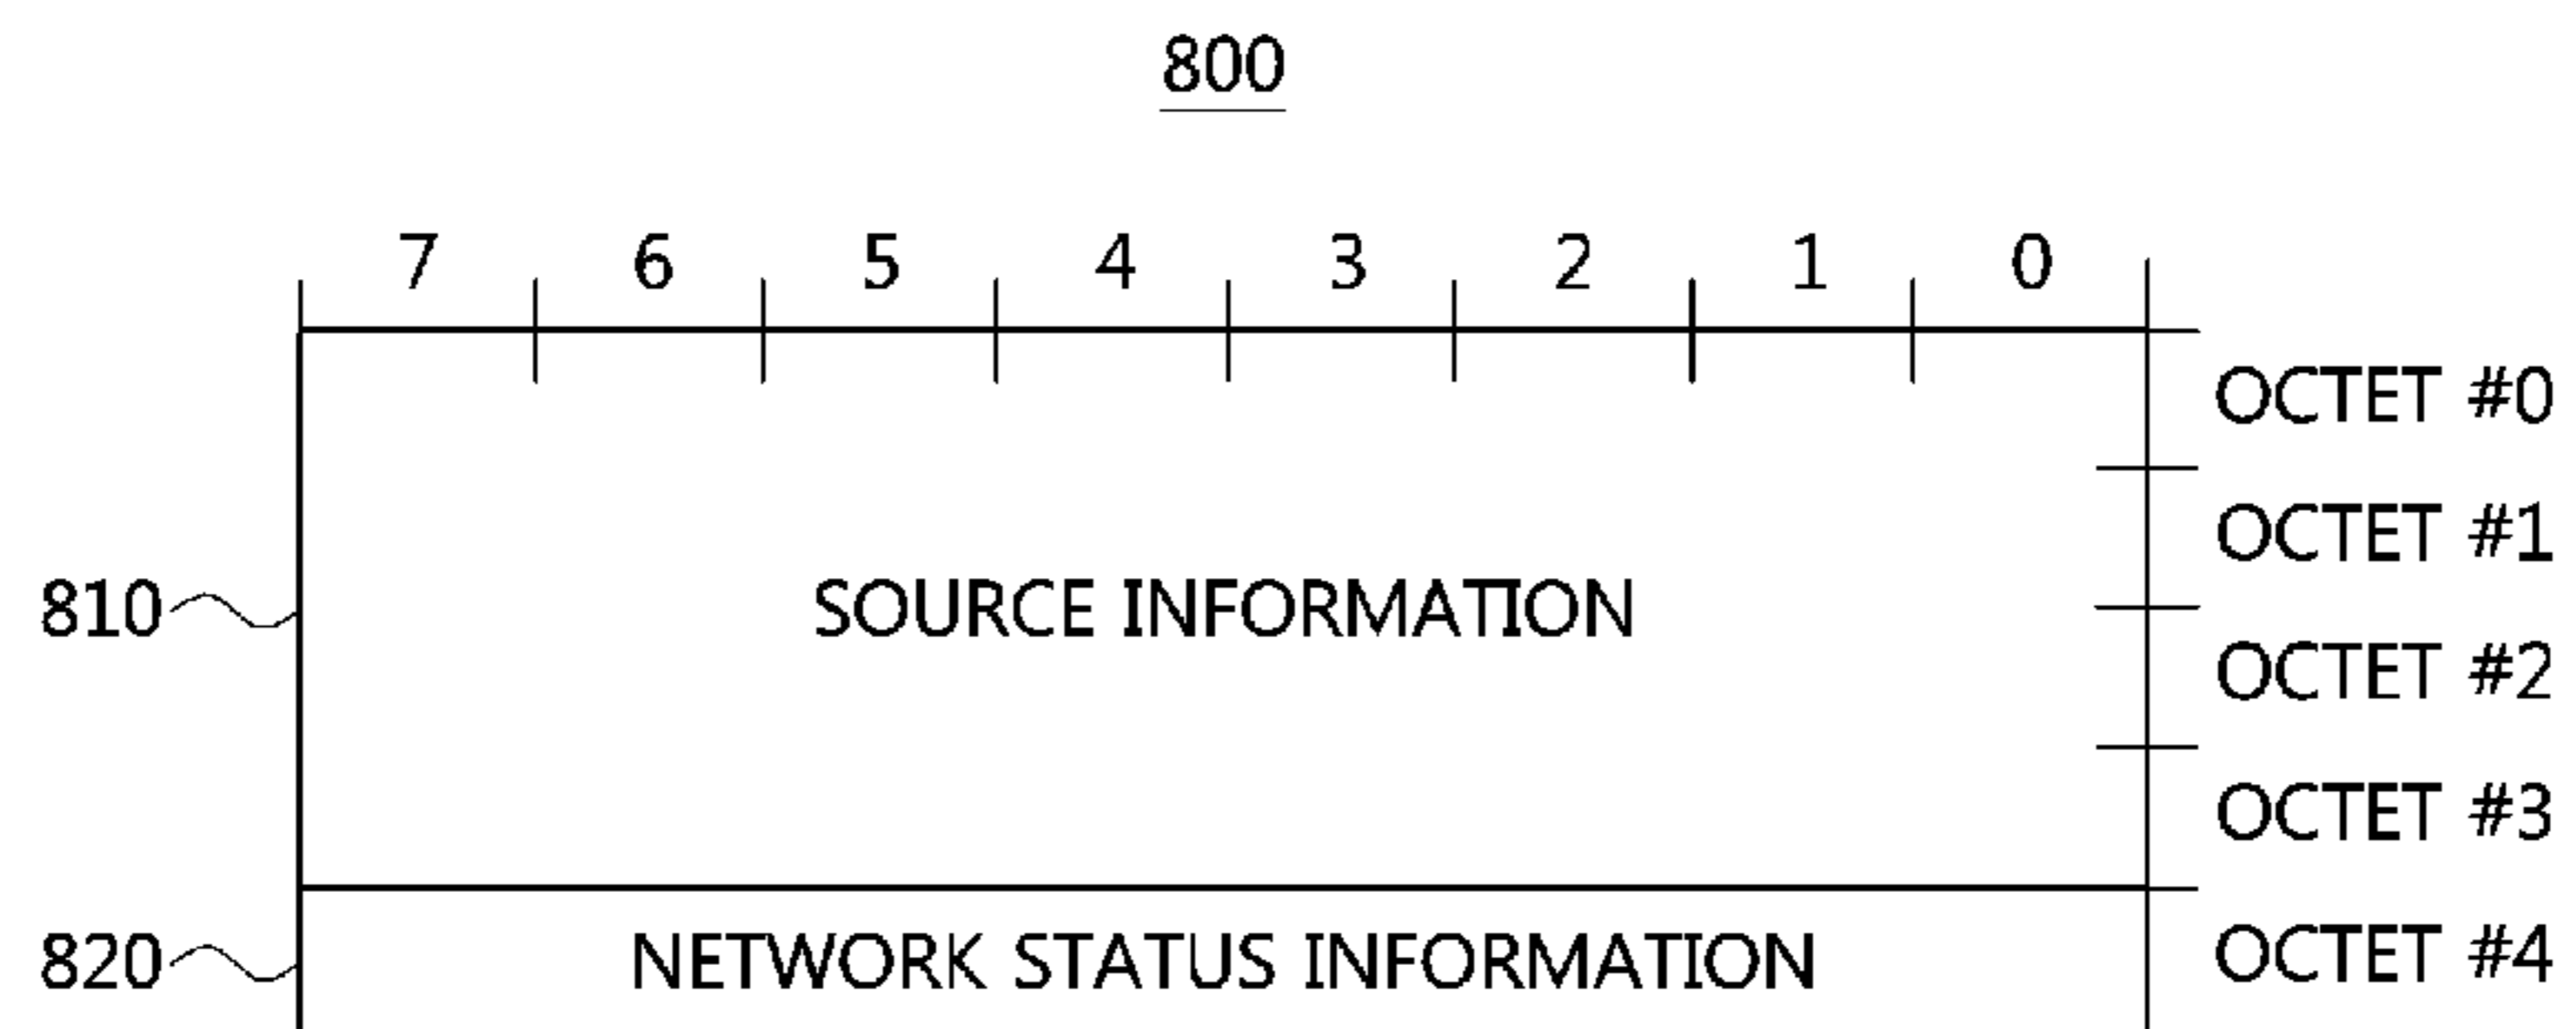 800
7 6 5 4 3 2 1 0
OCTET #0
OCTET #1
810 SOURCE INFORMATION
OCTET #2
OCTET #3
820 NETWORK STATUS INFORMATION OCTET #4